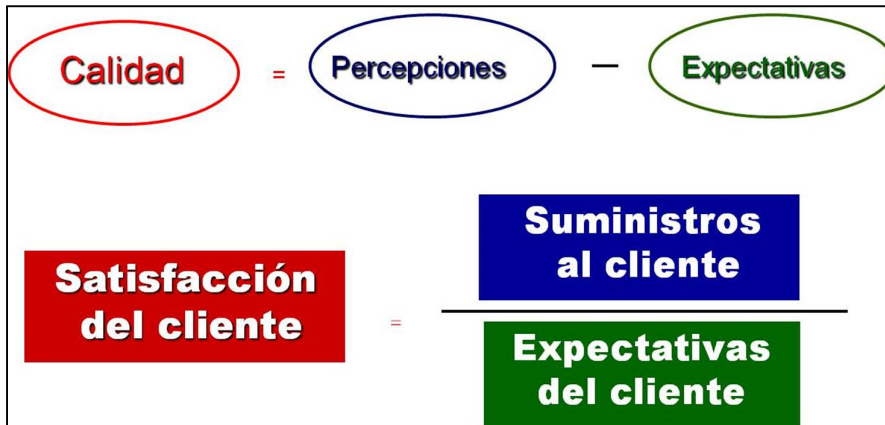 Calidad = Percepciones — Expectativas
Suministros
al cliente
Satisfacción
del cliente
=
Expectativas
del cliente